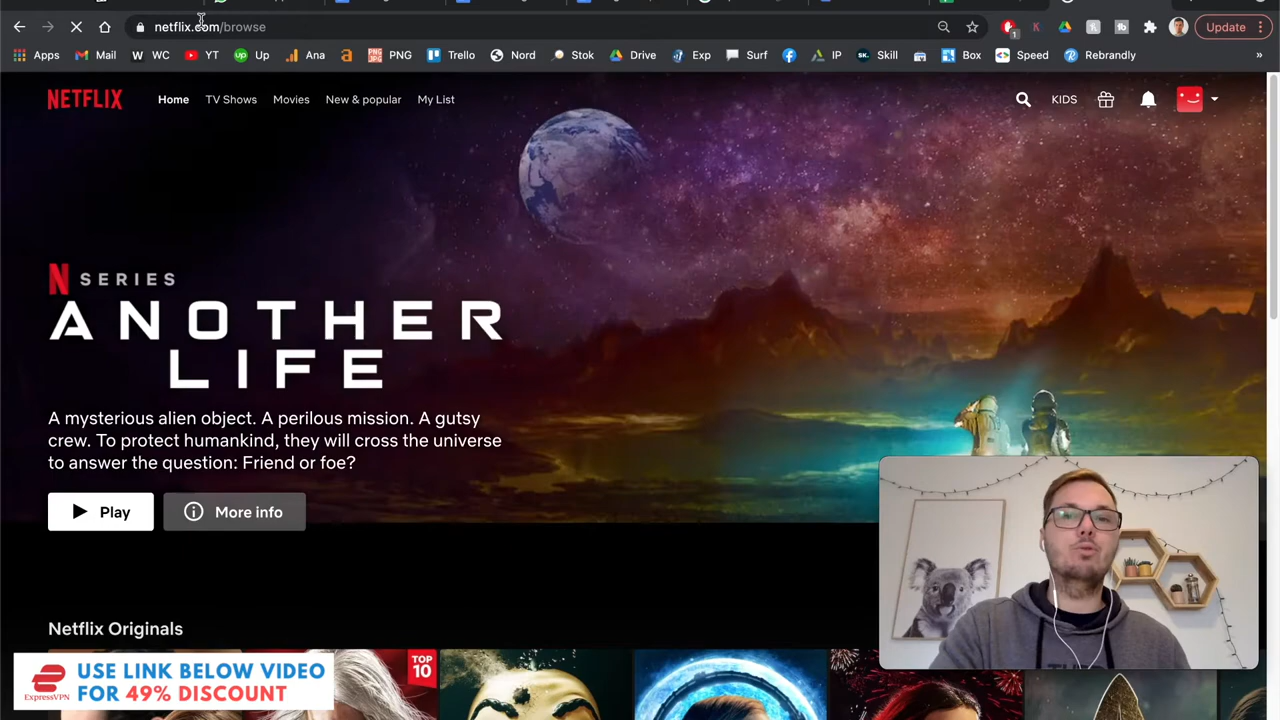 netflix.com/browse
Update
Apps Mail WC YT Up Ana PNG Trello Nord Stok Drive Exp Surf IP Skill Box Speed Rebrandly »
NETFLIX Home TV Shows Movies New & popular My List KIDS
N SERIES
ANOTHER
LIFE
A mysterious alien object. A perilous mission. A gutsy
crew. To protect humankind, they will cross the universe
to answer the question: Friend or foe?
Play More info
Netflix Originals
TOP
10
USE LINK BELOW VIDEO
FOR 49% DISCOUNT
ExpressVPN